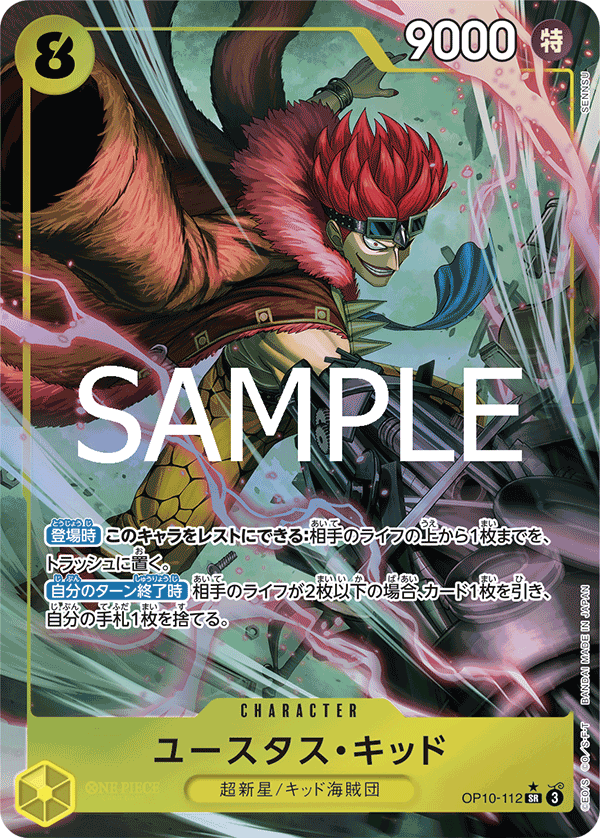 8
9000 特
SENNSU
SAMPLE
登場時 このキャラをレストにできる:相手のライフの上から1枚までを、
トラッシュに置く。
自分のターン終了時 相手のライフが2枚以下の場合、カード1枚を引き、
自分の手札1枚を捨てる。
CHARACTER
ユースタス・キッド
超新星/キッド海賊団
ONE PIECE
OP10-112 SR 3
CEO/S CO/S・F・T BANDAI MADE IN JAPAN